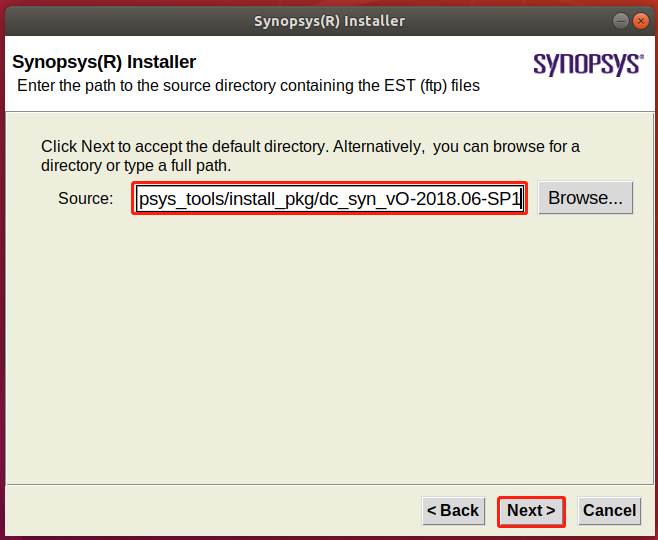 Synopsys(R) Installer
Synopsys(R) Installer
SYNOPSYS®
Enter the path to the source directory containing the EST (ftp) files
Click Next to accept the default directory. Alternatively, you can browse for a
directory or type a full path.
Source: psys_tools/install_pkg/dc_syn_vO-2018.06-SP1 Browse...
< Back Next > Cancel